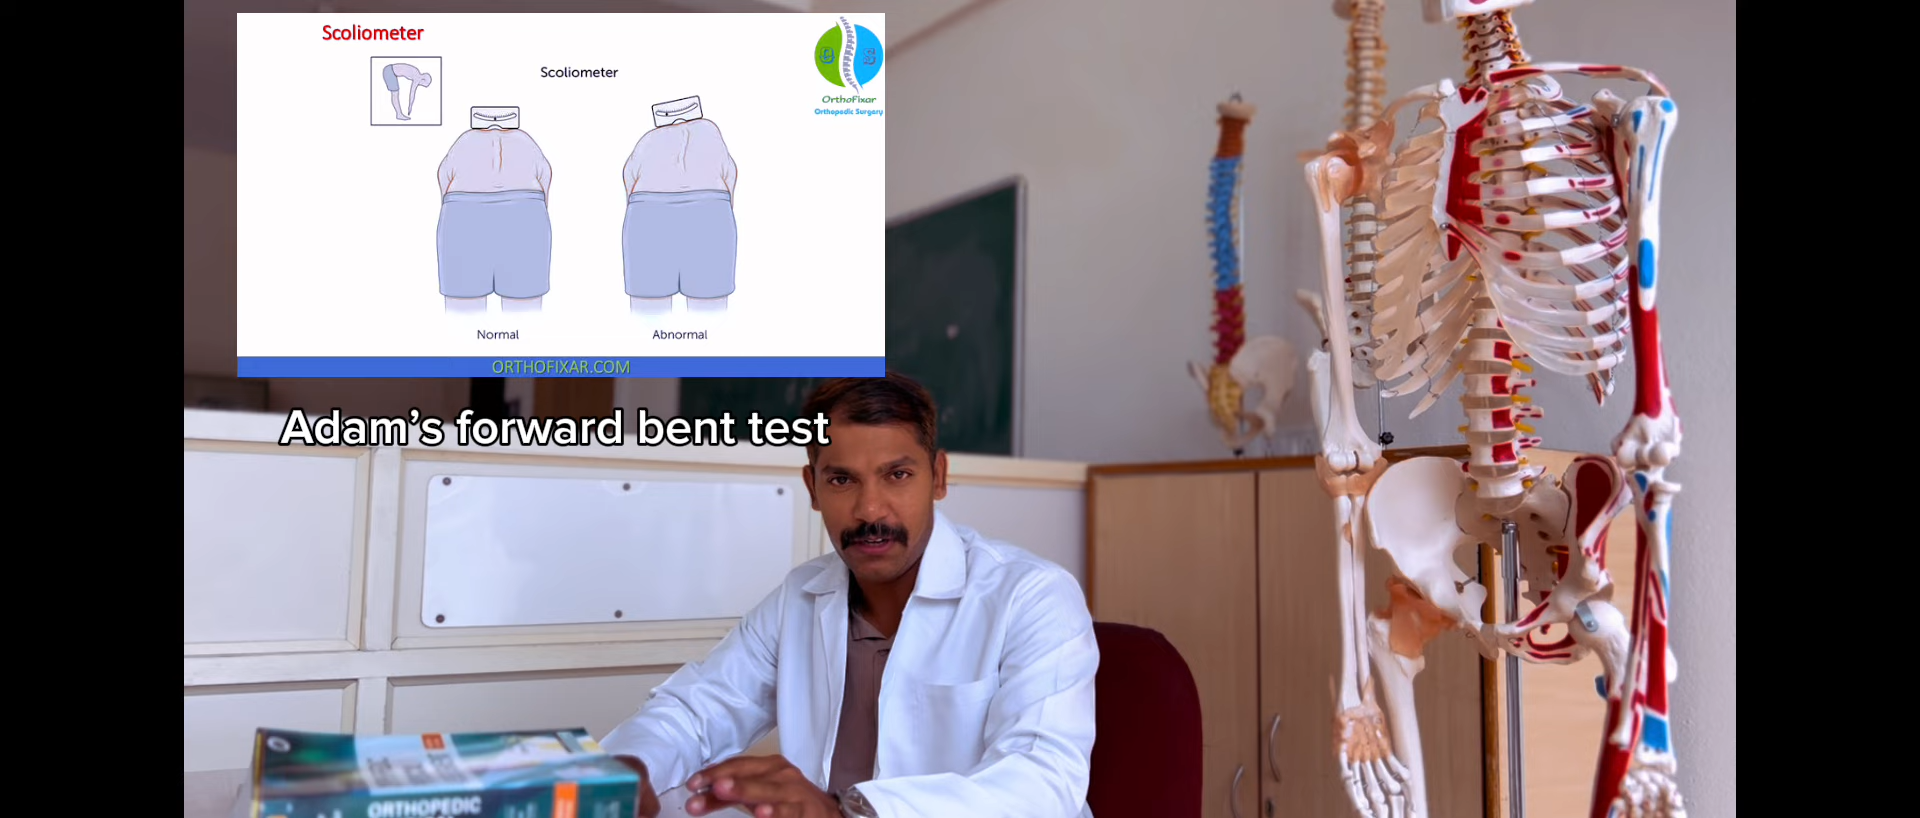 Scoliometer
Scoliometer
OrthoFixar
Orthopedic Surgery
Normal
Abnormal
ORTHOFIXAR.COM
Adam’s forward bent test
ORTHOPEDIC